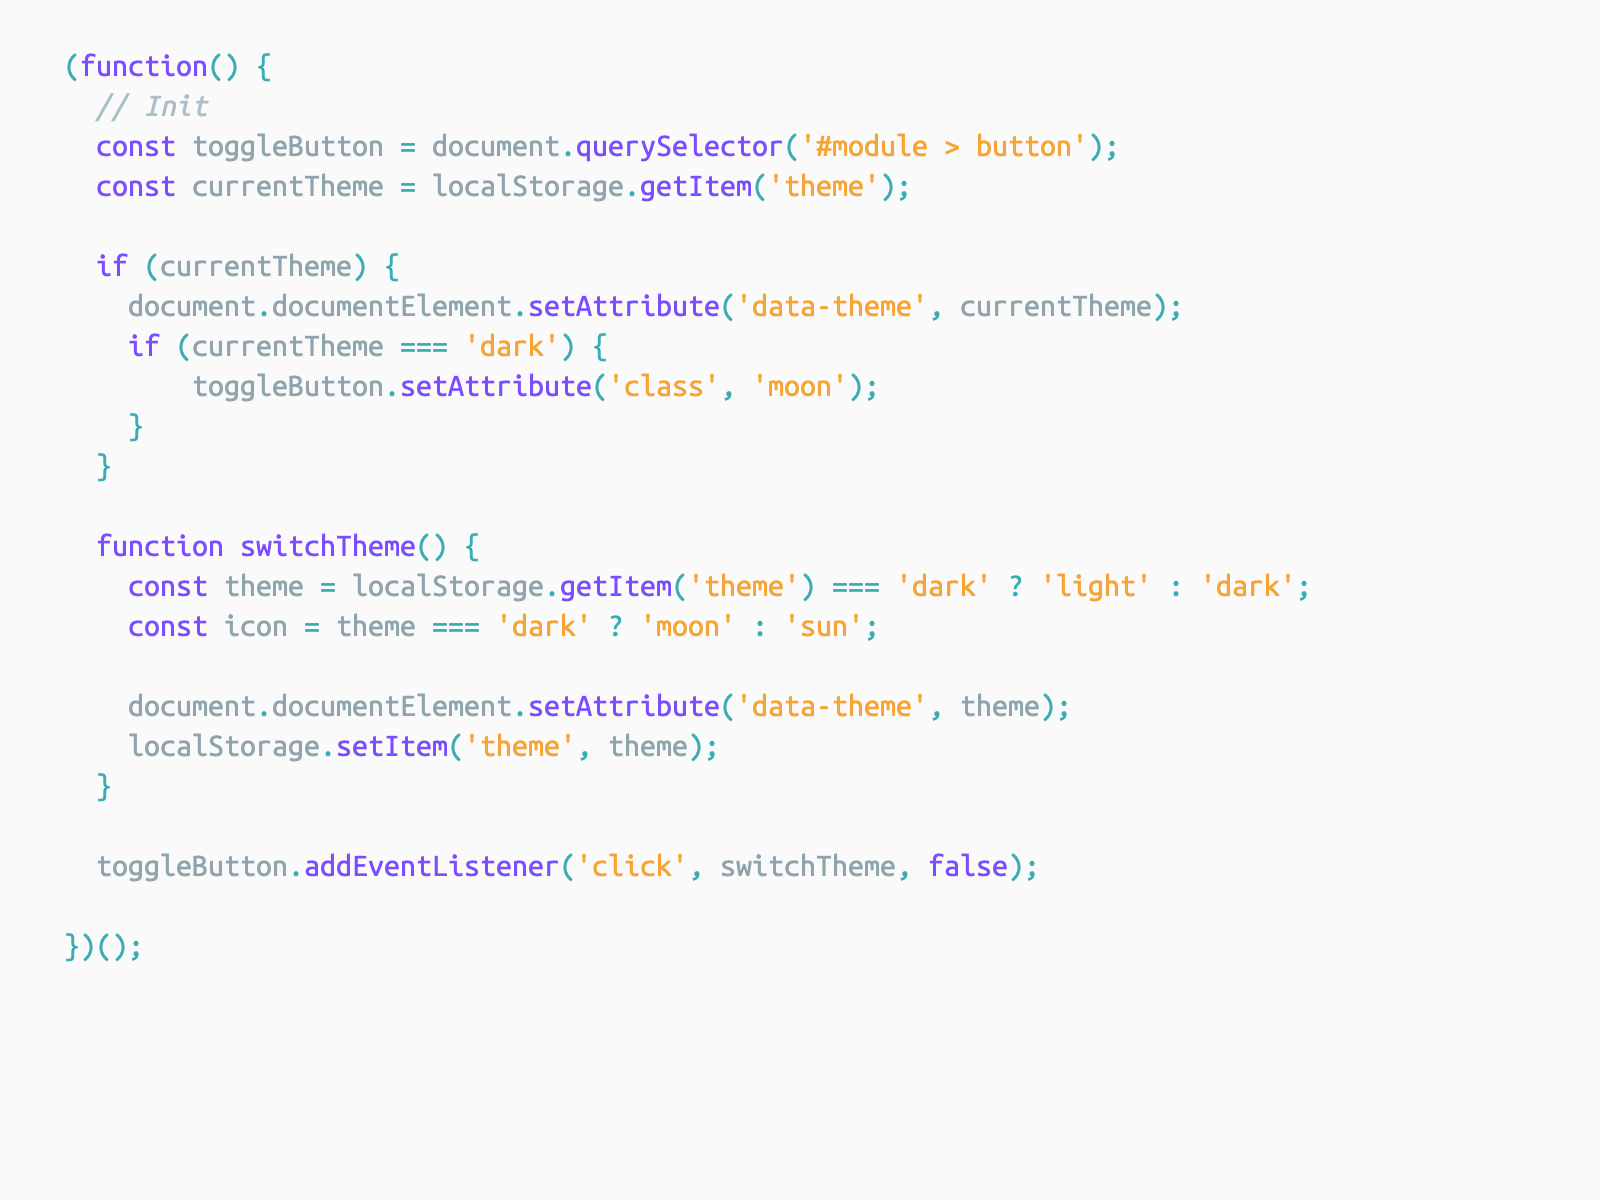 (function() {
  // Init
  const toggleButton = document.querySelector('#module > button');
  const currentTheme = localStorage.getItem('theme');

  if (currentTheme) {
    document.documentElement.setAttribute('data-theme', currentTheme);
    if (currentTheme === 'dark') {
        toggleButton.setAttribute('class', 'moon');
    }
  }

  function switchTheme() {
    const theme = localStorage.getItem('theme') === 'dark' ? 'light' : 'dark';
    const icon = theme === 'dark' ? 'moon' : 'sun';

    document.documentElement.setAttribute('data-theme', theme);
    localStorage.setItem('theme', theme);
  }

  toggleButton.addEventListener('click', switchTheme, false);

})();